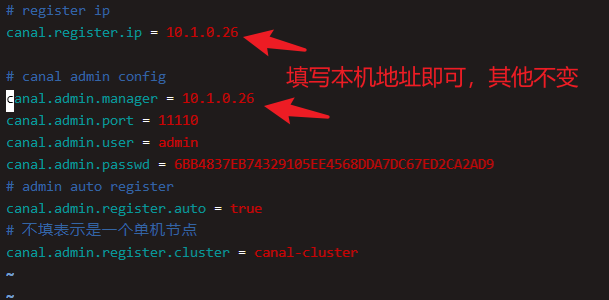 # register ip
canal.register.ip = 10.1.0.26
# canal admin config
填写本机地址即可，其他不变
canal.admin.manager = 10.1.0.26
canal.admin.port = 11110
canal.admin.user = admin
canal.admin.passwd = 6BB4837EB74329105EE4568DDA7DC67ED2CA2AD9
# admin auto register
canal.admin.register.auto = true
# 不填表示是一个单机节点
canal.admin.register.cluster = canal-cluster
~
~